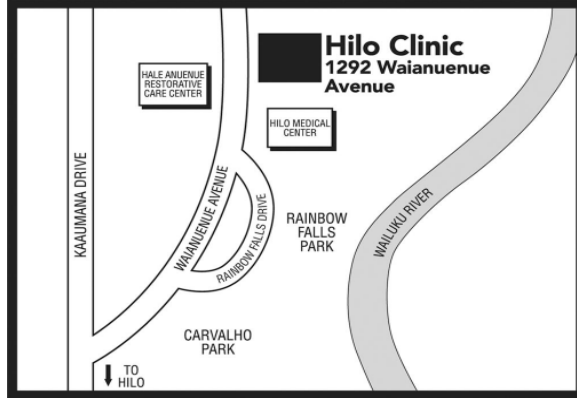 Hilo Clinic
1292 Waianuenue
Avenue
HALE ANUENUE
RESTORATIVE
CARE CENTER
HILO MEDICAL
CENTER
KAAUMANA DRIVE
WAIANUENUE AVENUE
RAINBOW FALLS DRIVE
RAINBOW
FALLS
PARK
WAILUKU RIVER
CARVALHO
PARK
TO
HILO